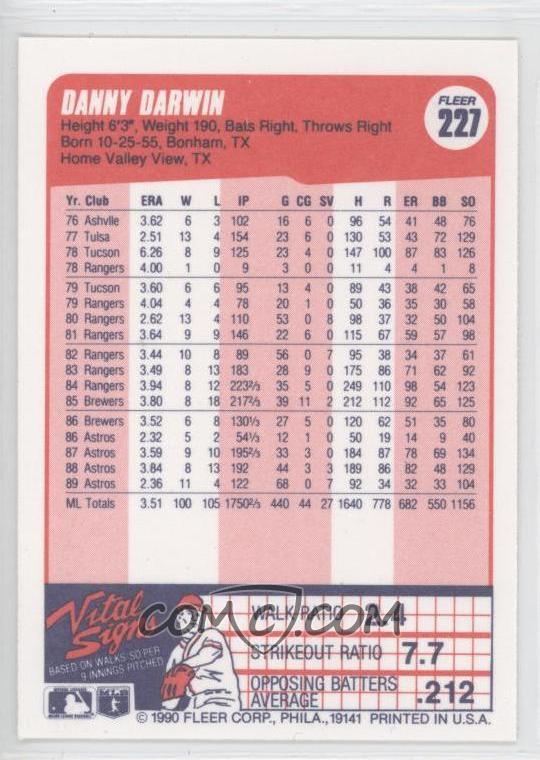 DANNY DARWIN
FLEER
227
Height 6'3", Weight 190, Bats Right, Throws Right
Born 10-25-55, Bonham, TX
Home Valley View, TX
Yr. Club ERA W L IP G CG SV H R ER BB SO
76 Ashvlle 3.62 6 3 102 16 6 0 96 54 41 48 76
77 Tulsa 2.51 13 4 154 23 6 0 130 53 43 72 129
78 Tucson 6.26 8 9 125 23 4 0 147 100 87 83 126
78 Rangers 4.00 1 0 9 3 0 0 11 4 4 1 8
79 Tucson 3.60 6 6 95 13 4 0 89 43 38 42 65
79 Rangers 4.04 4 4 78 20 1 0 50 36 35 30 58
80 Rangers 2.62 13 4 110 53 0 8 98 37 32 50 104
81 Rangers 3.64 9 9 146 22 6 0 115 67 59 57 98
82 Rangers 3.44 10 8 89 56 0 7 95 38 34 37 61
83 Rangers 3.49 8 13 183 28 9 0 175 86 71 62 92
84 Rangers 3.94 8 12 223⅔ 35 5 0 249 110 98 54 123
85 Brewers 3.80 8 18 217⅔ 39 11 2 212 112 92 65 125
86 Brewers 3.52 6 8 130⅓ 27 5 0 120 62 51 35 80
86 Astros 2.32 5 2 54⅓ 12 1 0 50 19 14 9 40
87 Astros 3.59 9 10 195⅔ 33 3 0 184 87 78 69 134
88 Astros 3.84 8 13 192 44 3 3 189 86 82 48 129
89 Astros 2.36 11 4 122 68 0 7 92 34 32 33 104
ML Totals 3.51 100 105 1750⅔ 440 44 27 1640 778 682 550 1156
Vital Signs
BASED ON WALKS, SO PER
9 INNINGS PITCHED
WALK RATIO 2.4
STRIKEOUT RATIO 7.7
OPPOSING BATTERS
AVERAGE .212
COMC.COM
© 1990 FLEER CORP., PHILA., 19141 PRINTED IN U.S.A.